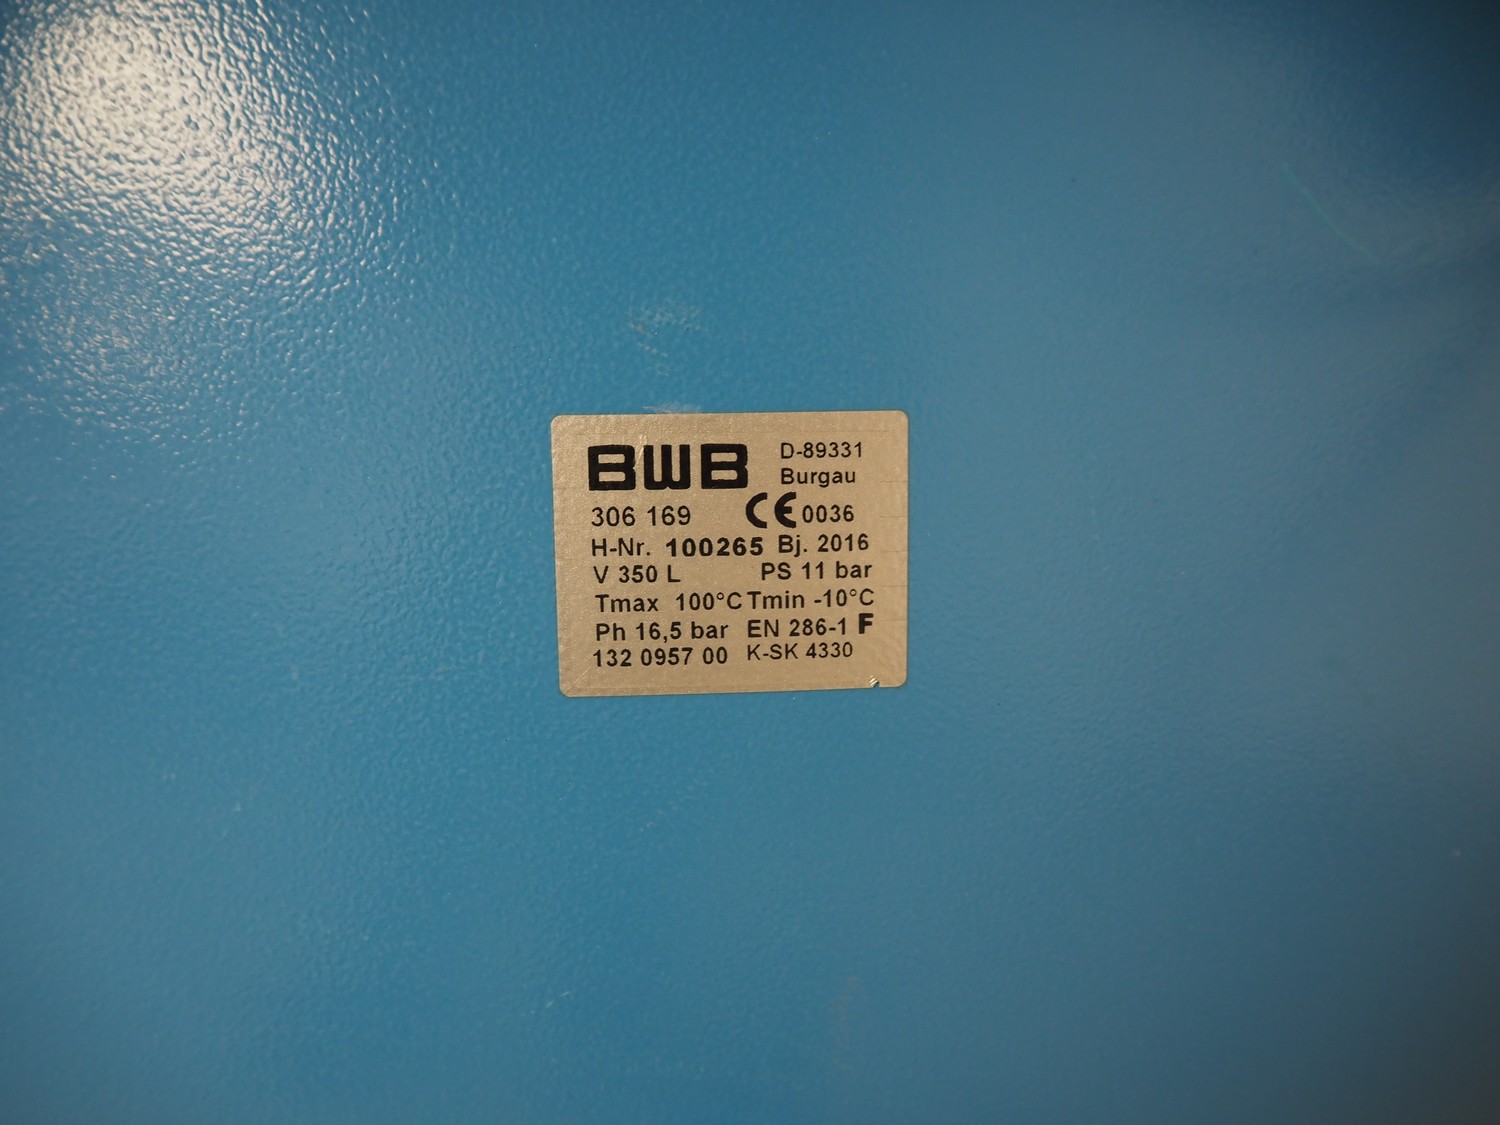 BWB D-89331
Burgau
306 169 CE 0036
H-Nr. 100265 Bj. 2016
V 350 L PS 11 bar
Tmax 100°C Tmin -10°C
Ph 16,5 bar EN 286-1 F
132 0957 00 K-SK 4330